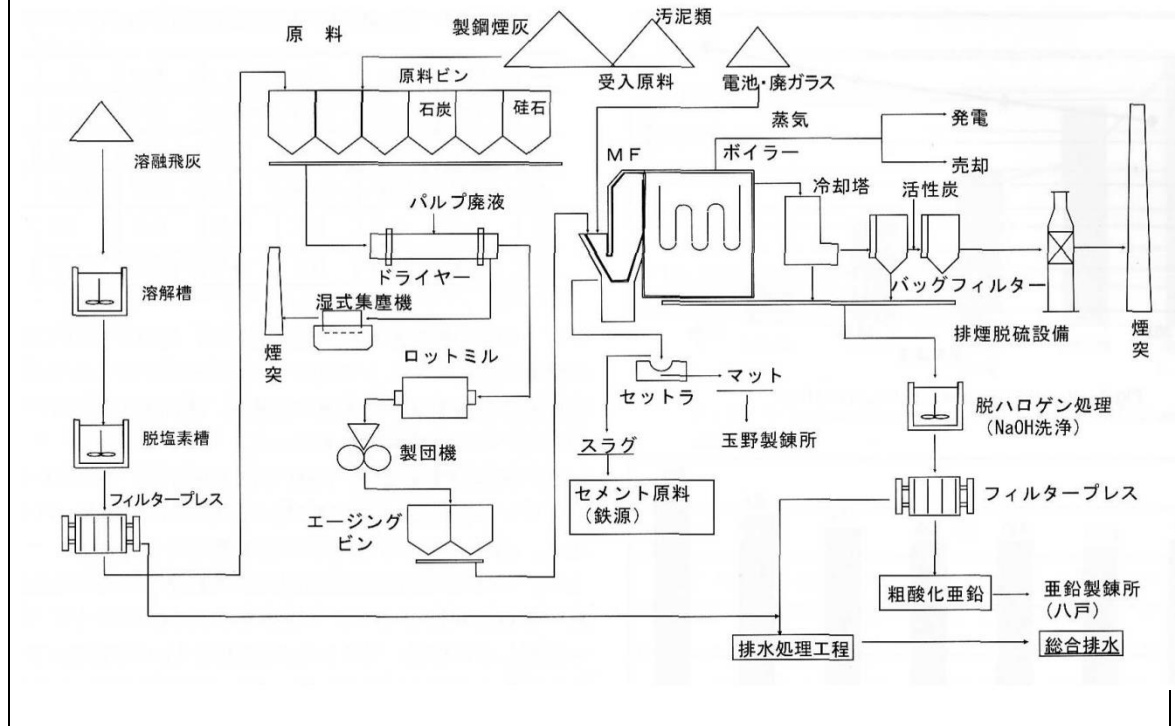 汚泥類
原　料
製鋼煙灰
原料ビン
受入原料
電池・廃ガラス
石炭
硅石
蒸気
発電
溶融飛灰
ＭＦ
ボイラー
売却
冷却塔
活性炭
パルプ廃液
ドライヤー
バッグフィルター
溶解槽
湿式集塵機
排煙脱硫設備
煙突
煙突
ロットミル
マット
セットラ
脱ハロゲン処理
(NaOH洗浄)
脱塩素槽
製団機
スラグ
玉野製錬所
フィルタープレス
セメント原料
(鉄源)
フィルタープレス
エージング
ビン
粗酸化亜鉛
亜鉛製錬所
(八戸)
排水処理工程
総合排水